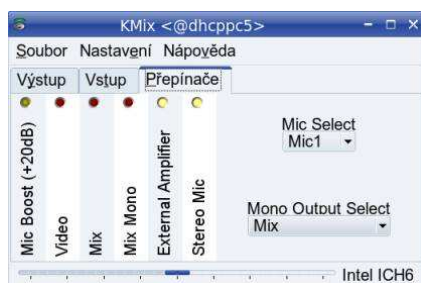 KMix <@dhcppc5>
Soubor Nastavení Nápověda
Výstup Vstup Přepínače
Mic Boost (+20dB)
Video
Mix
Mix Mono
External Amplifier
Stereo Mic
Mic Select
Mic1
Mono Output Select
Mix
Intel ICH6